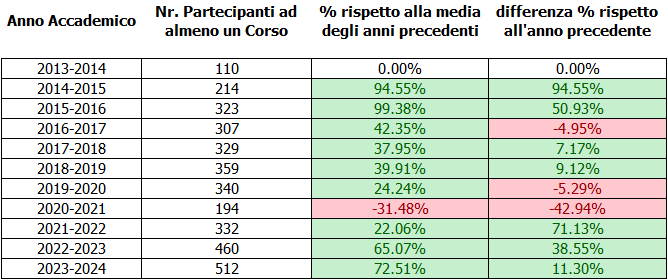 Anno Accademico | Nr. Partecipanti ad almeno un Corso | % rispetto alla media degli anni precedenti | differenza % rispetto all'anno precedente
2013-2014 110 0.00% 0.00%
2014-2015 214 94.55% 94.55%
2015-2016 323 99.38% 50.93%
2016-2017 307 42.35% -4.95%
2017-2018 329 37.95% 7.17%
2018-2019 359 39.91% 9.12%
2019-2020 340 24.24% -5.29%
2020-2021 194 -31.48% -42.94%
2021-2022 332 22.06% 71.13%
2022-2023 460 65.07% 38.55%
2023-2024 512 72.51% 11.30%